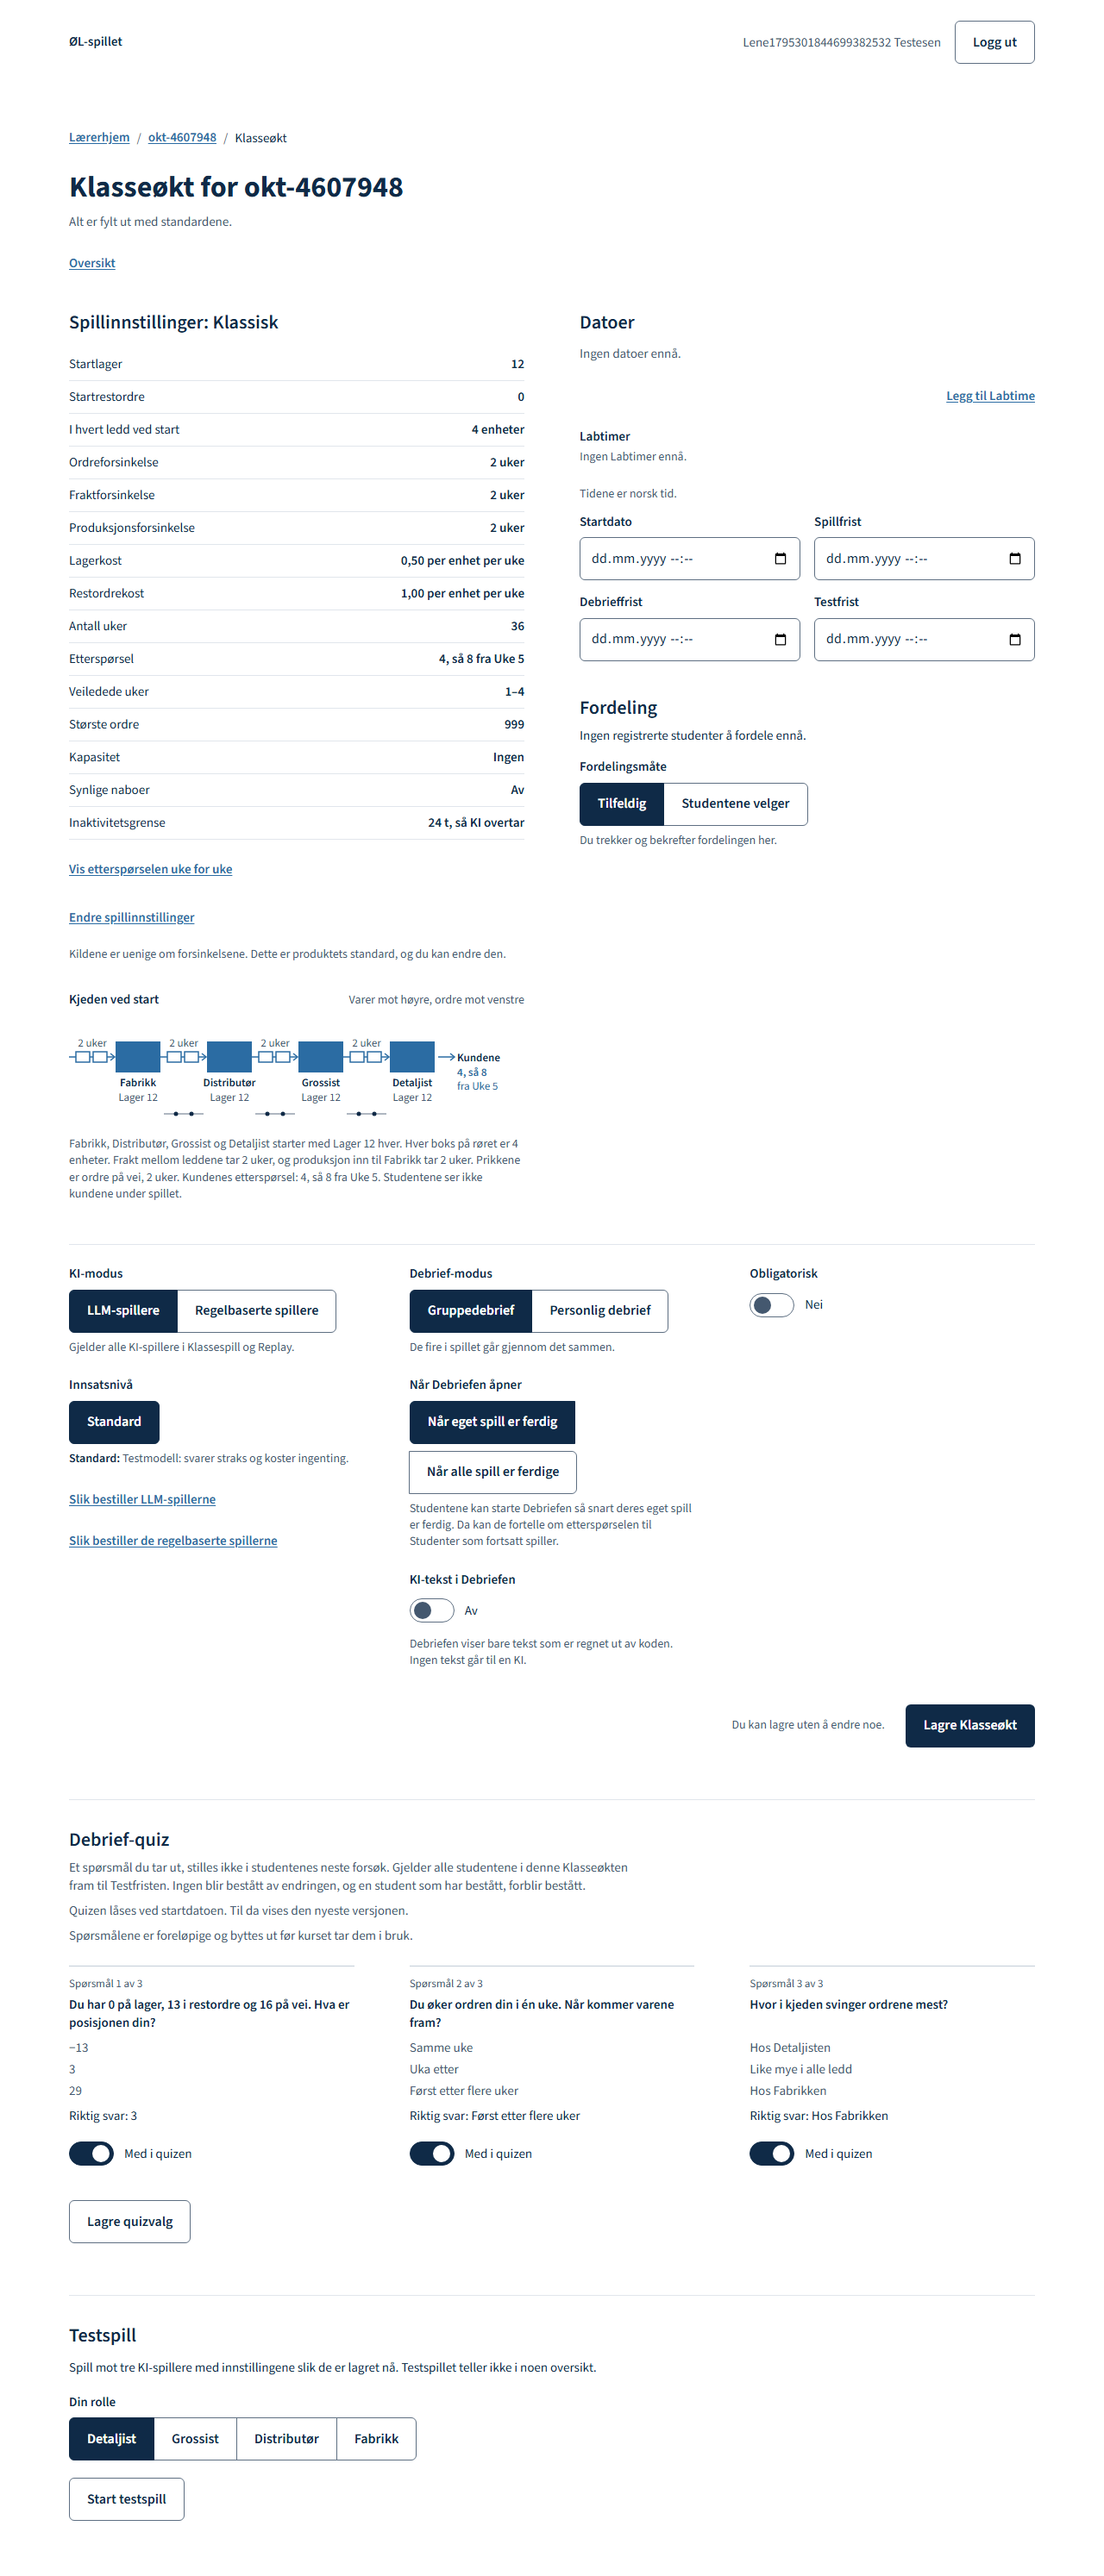 ØL-spillet
Lene1795301844699382532 Testesen
Logg ut
Lærerhjem / okt-4607948 / Klasseøkt
Klasseøkt for okt-4607948
Alt er fylt ut med standardene.
Oversikt
Spillinnstillinger: Klassisk
Startlager 12
Startrestordre 0
I hvert ledd ved start 4 enheter
Ordreforsinkelse 2 uker
Fraktforsinkelse 2 uker
Produksjonsforsinkelse 2 uker
Lagerkost 0,50 per enhet per uke
Restordrekost 1,00 per enhet per uke
Antall uker 36
Etterspørsel 4, så 8 fra Uke 5
Veiledede uker 1–4
Største ordre 999
Kapasitet Ingen
Synlige naboer Av
Inaktivitetsgrense 24 t, så KI overtar
Vis etterspørselen uke for uke
Endre spillinnstillinger
Kildene er uenige om forsinkelsene. Dette er produktets standard, og du kan endre den.
Kjeden ved start
Varer mot høyre, ordre mot venstre
2 uker 2 uker 2 uker 2 uker
Fabrikk Distributør Grossist Detaljist
Lager 12 Lager 12 Lager 12 Lager 12
Kundene
4, så 8
fra Uke 5
Fabrikk, Distributør, Grossist og Detaljist starter med Lager 12 hver. Hver boks på røret er 4
enheter. Frakt mellom leddene tar 2 uker, og produksjon inn til Fabrikk tar 2 uker. Prikkene
er ordre på vei, 2 uker. Kundenes etterspørsel: 4, så 8 fra Uke 5. Studentene ser ikke
kundene under spillet.
Datoer
Ingen datoer ennå.
Legg til Labtime
Labtimer
Ingen Labtimer ennå.
Tidene er norsk tid.
Startdato
dd.mm.yyyy --:--
Spillfrist
dd.mm.yyyy --:--
Debrieffrist
dd.mm.yyyy --:--
Testfrist
dd.mm.yyyy --:--
Fordeling
Ingen registrerte studenter å fordele ennå.
Fordelingsmåte
Tilfeldig Studentene velger
Du trekker og bekrefter fordelingen her.
KI-modus
LLM-spillere Regelbaserte spillere
Gjelder alle KI-spillere i Klassespill og Replay.
Innsatsnivå
Standard
Standard: Testmodell: svarer straks og koster ingenting.
Slik bestiller LLM-spillerne
Slik bestiller de regelbaserte spillerne
Debrief-modus
Gruppedebrief Personlig debrief
De fire i spillet går gjennom det sammen.
Når Debriefen åpner
Når eget spill er ferdig
Når alle spill er ferdige
Studentene kan starte Debriefen så snart deres eget spill
er ferdig. Da kan de fortelle om etterspørselen til
Studenter som fortsatt spiller.
KI-tekst i Debriefen
Av
Debriefen viser bare tekst som er regnet ut av koden.
Ingen tekst går til en KI.
Obligatorisk
Nei
Du kan lagre uten å endre noe.
Lagre Klasseøkt
Debrief-quiz
Et spørsmål du tar ut, stilles ikke i studentenes neste forsøk. Gjelder alle studentene i denne Klasseøkten
fram til Testfristen. Ingen blir bestått av endringen, og en student som har bestått, forblir bestått.
Quizen låses ved startdatoen. Til da vises den nyeste versjonen.
Spørsmålene er foreløpige og byttes ut før kurset tar dem i bruk.
Spørsmål 1 av 3
Du har 0 på lager, 13 i restordre og 16 på vei. Hva er
posisjonen din?
−13
3
29
Riktig svar: 3
Med i quizen
Spørsmål 2 av 3
Du øker ordren din i én uke. Når kommer varene
fram?
Samme uke
Uka etter
Først etter flere uker
Riktig svar: Først etter flere uker
Med i quizen
Spørsmål 3 av 3
Hvor i kjeden svinger ordrene mest?
Hos Detaljisten
Like mye i alle ledd
Hos Fabrikken
Riktig svar: Hos Fabrikken
Med i quizen
Lagre quizvalg
Testspill
Spill mot tre KI-spillere med innstillingene slik de er lagret nå. Testspillet teller ikke i noen oversikt.
Din rolle
Detaljist Grossist Distributør Fabrikk
Start testspill